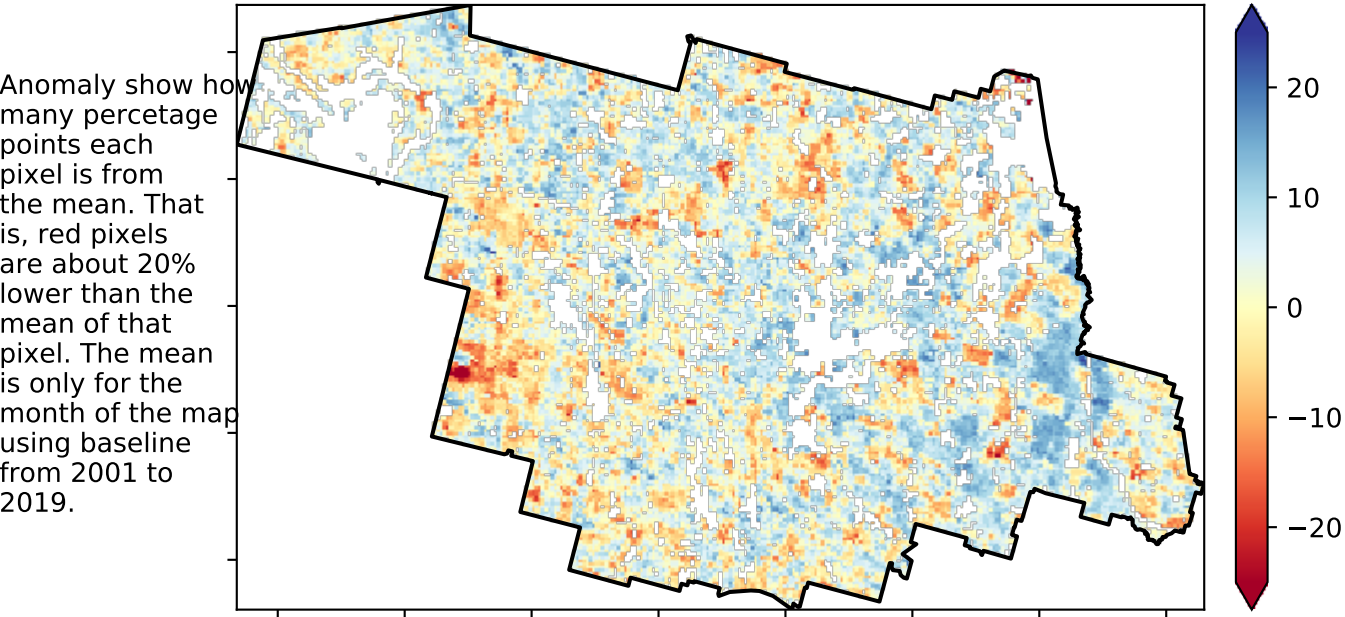 Anomaly show how
many percetage
points each
pixel is from
the mean. That
is, red pixels
are about 20%
lower than the
mean of that
pixel. The mean
is only for the
month of the map
using baseline
from 2001 to
2019.
20
10
0
−10
−20